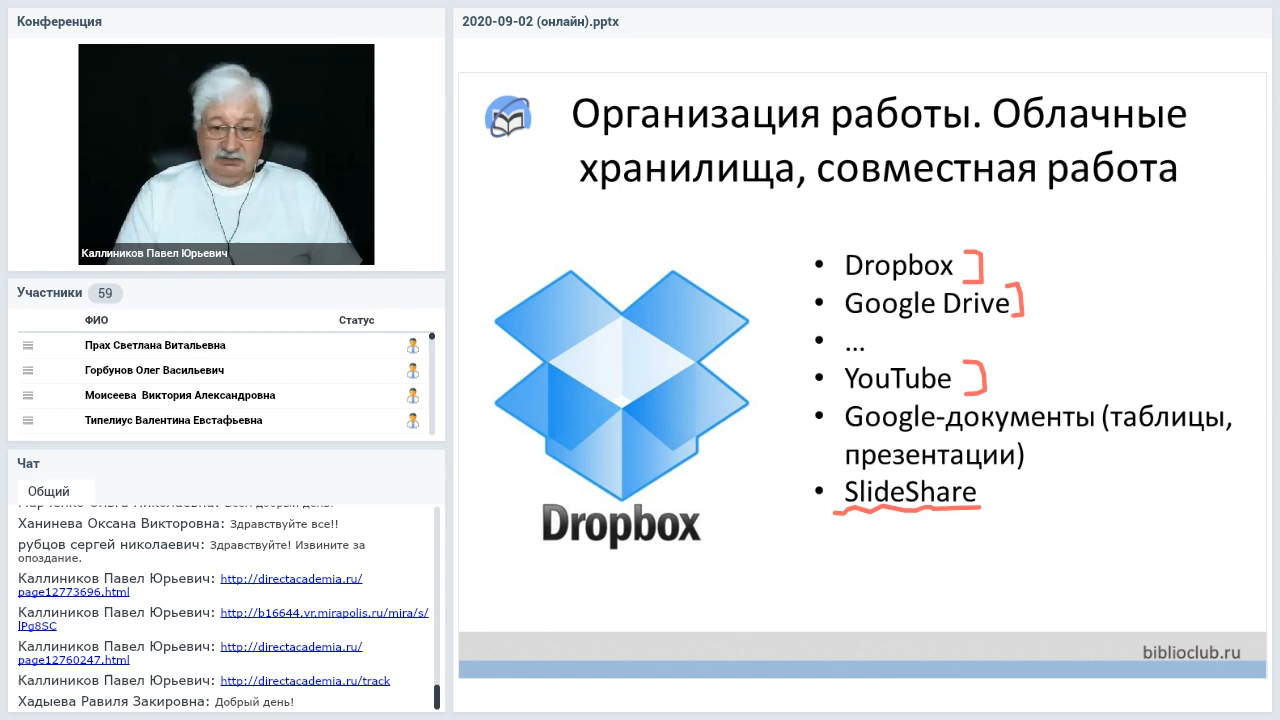 Конференция
Каллиников Павел Юрьевич
Участники 59
ФИО Статус
Прах Светлана Витальевна
Горбунов Олег Васильевич
Моисеева Виктория Александровна
Типелиус Валентина Евстафьевна
Чат
Общий
Ханинева Оксана Викторовна: Здравствуйте все!!
рубцов сергей николаевич: Здравствуйте! Извините за
опоздание.
Каллиников Павел Юрьевич: http://directacademia.ru/
page12773696.html
Каллиников Павел Юрьевич: http://b16644.vr.mirapolis.ru/mira/s/
lPg8SC
Каллиников Павел Юрьевич: http://directacademia.ru/
page12760247.html
Каллиников Павел Юрьевич: http://directacademia.ru/track
Хадыева Равиля Закировна: Добрый день!
2020-09-02 (онлайн).pptx
Организация работы. Облачные
хранилища, совместная работа
Dropbox
• Dropbox
• Google Drive
• ...
• YouTube
• Google-документы (таблицы,
презентации)
• SlideShare
biblioclub.ru